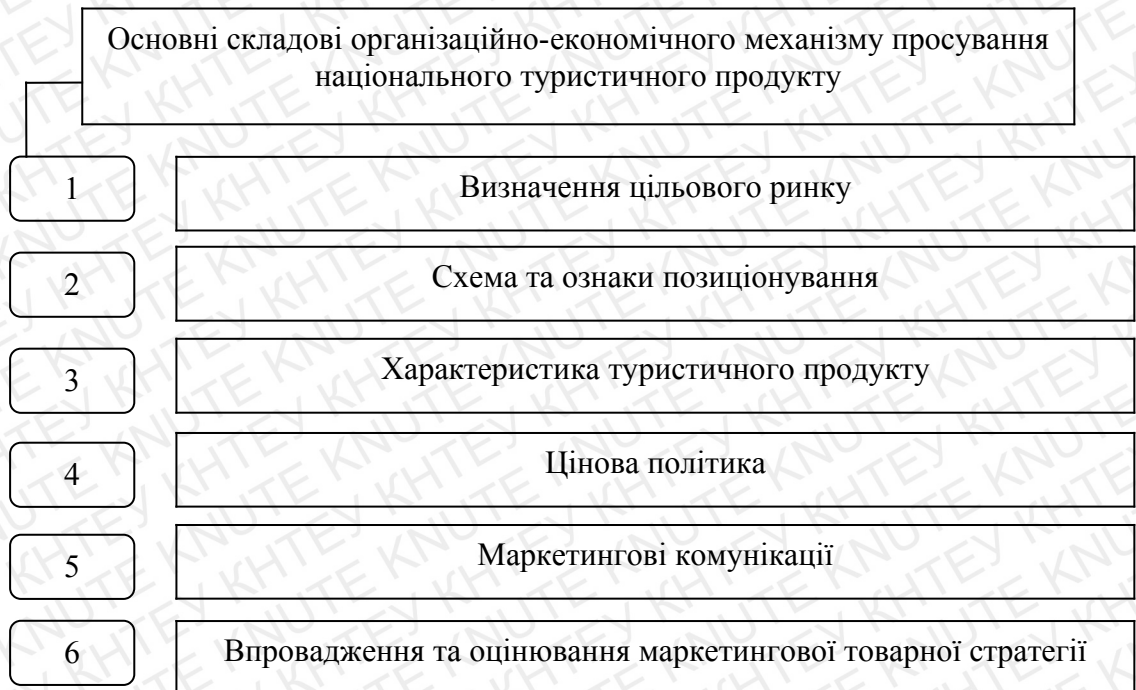 Основні складові організаційно-економічного механізму просування
національного туристичного продукту
1
Визначення цільового ринку
2
Схема та ознаки позиціонування
3
Характеристика туристичного продукту
4
Цінова політика
5
Маркетингові комунікації
6
Впровадження та оцінювання маркетингової товарної стратегії